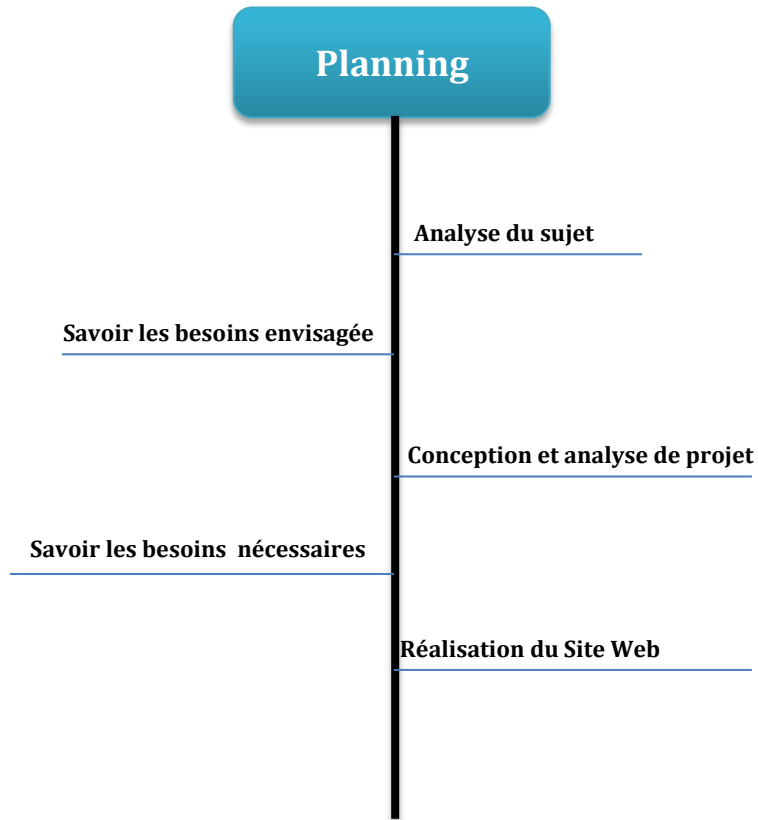 Planning
Analyse du sujet
Savoir les besoins envisagée
Conception et analyse de projet
Savoir les besoins  nécessaires
Réalisation du Site Web